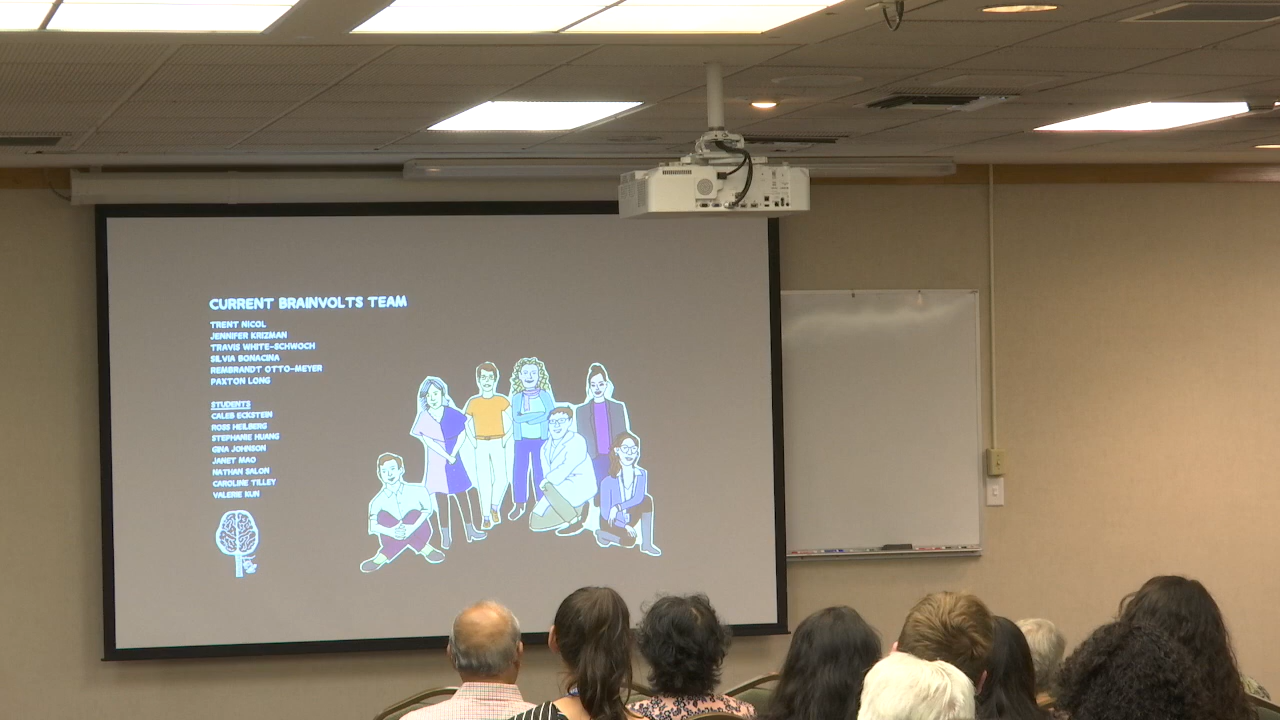 CURRENT BRAINVOLTS TEAM
TRENT NICOL
JENNIFER KRIZMAN
TRAVIS WHITE-SCHWOCH
SILVIA BONACINA
REMBRANDT OTTO-MEYER
PAXTON LONG
STUDENTS
CALEB ECKSTEIN
ROSS HEILBERG
STEPHANIE HUANG
GINA JOHNSON
JANET MAO
NATHAN SALON
CAROLINE TILLEY
VALERIE KUN